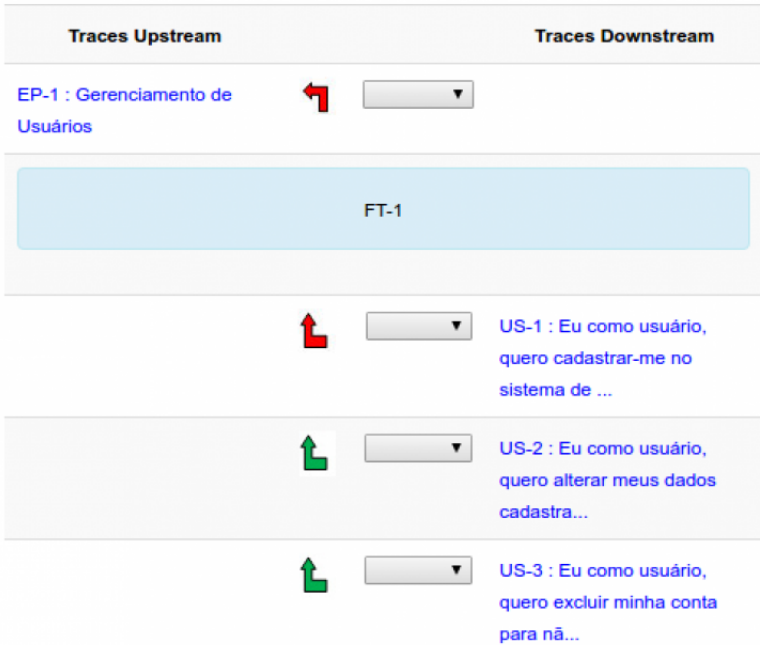 Traces Upstream
Traces Downstream
EP-1 : Gerenciamento de
Usuários
FT-1
US-1 : Eu como usuário,
quero cadastrar-me no
sistema de ...
US-2 : Eu como usuário,
quero alterar meus dados
cadastra...
US-3 : Eu como usuário,
quero excluir minha conta
para nã...